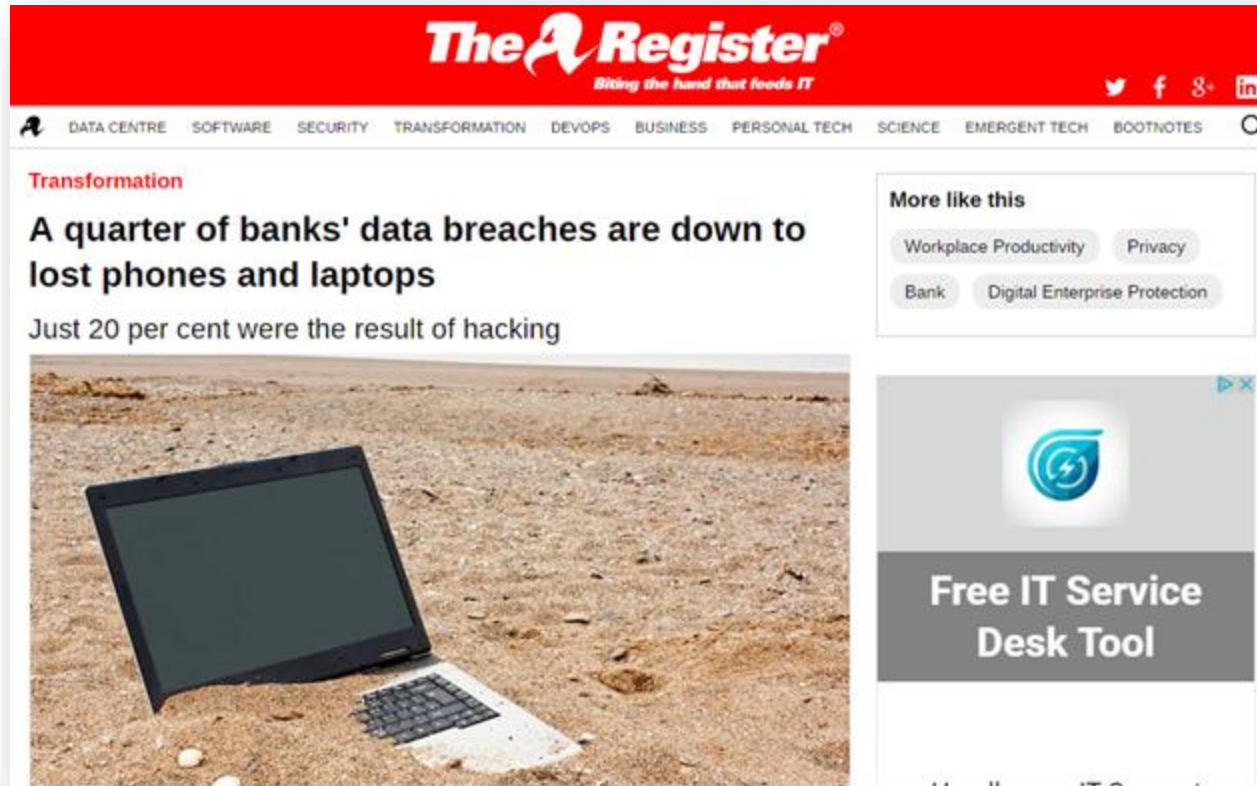 The Register®
Biting the hand that feeds IT
DATA CENTRE SOFTWARE SECURITY TRANSFORMATION DEVOPS BUSINESS PERSONAL TECH SCIENCE EMERGENT TECH BOOTNOTES
Transformation
A quarter of banks' data breaches are down to
lost phones and laptops
Just 20 per cent were the result of hacking
More like this
Workplace Productivity Privacy
Bank Digital Enterprise Protection
Free IT Service
Desk Tool